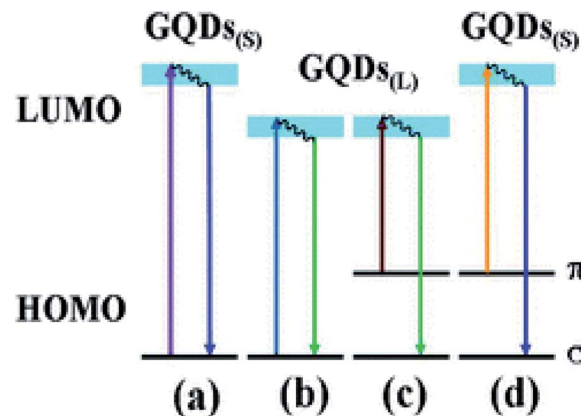 GQDs(S) GQDs(S)
GQDs(L)
LUMO
π
HOMO
(a) (b) (c) (d)